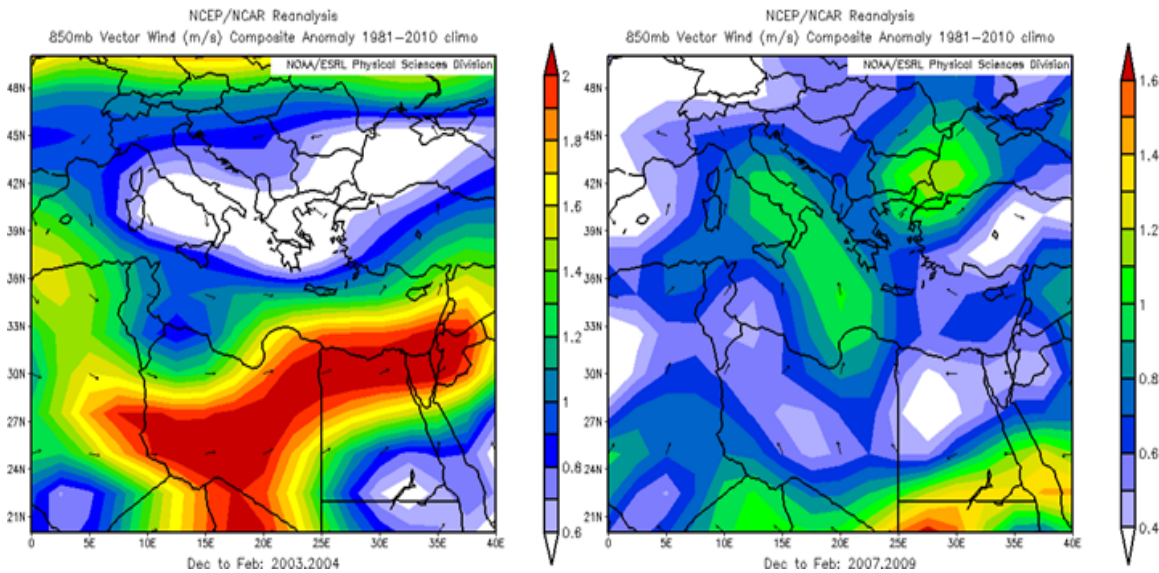 NCEP/NCAR Reanalysis
850mb Vector Wind (m/s) Composite Anomaly 1981-2010 climo
NOAA/ESRL Physical Sciences Division
48N
45N
42N
39N
36N
33N
30N
27N
24N
21N
0 5E 10E 15E 20E 25E 30E 35E 40E
2
1.8
1.6
1.4
1.2
1
0.8
0.6
Dec to Feb: 2003,2004
NCEP/NCAR Reanalysis
850mb Vector Wind (m/s) Composite Anomaly 1981-2010 climo
NOAA/ESRL Physical Sciences Division
48N
45N
42N
39N
36N
33N
30N
27N
24N
21N
0 5E 10E 15E 20E 25E 30E 35E 40E
1.6
1.4
1.2
1
0.8
0.6
0.4
Dec to Feb: 2007,2009